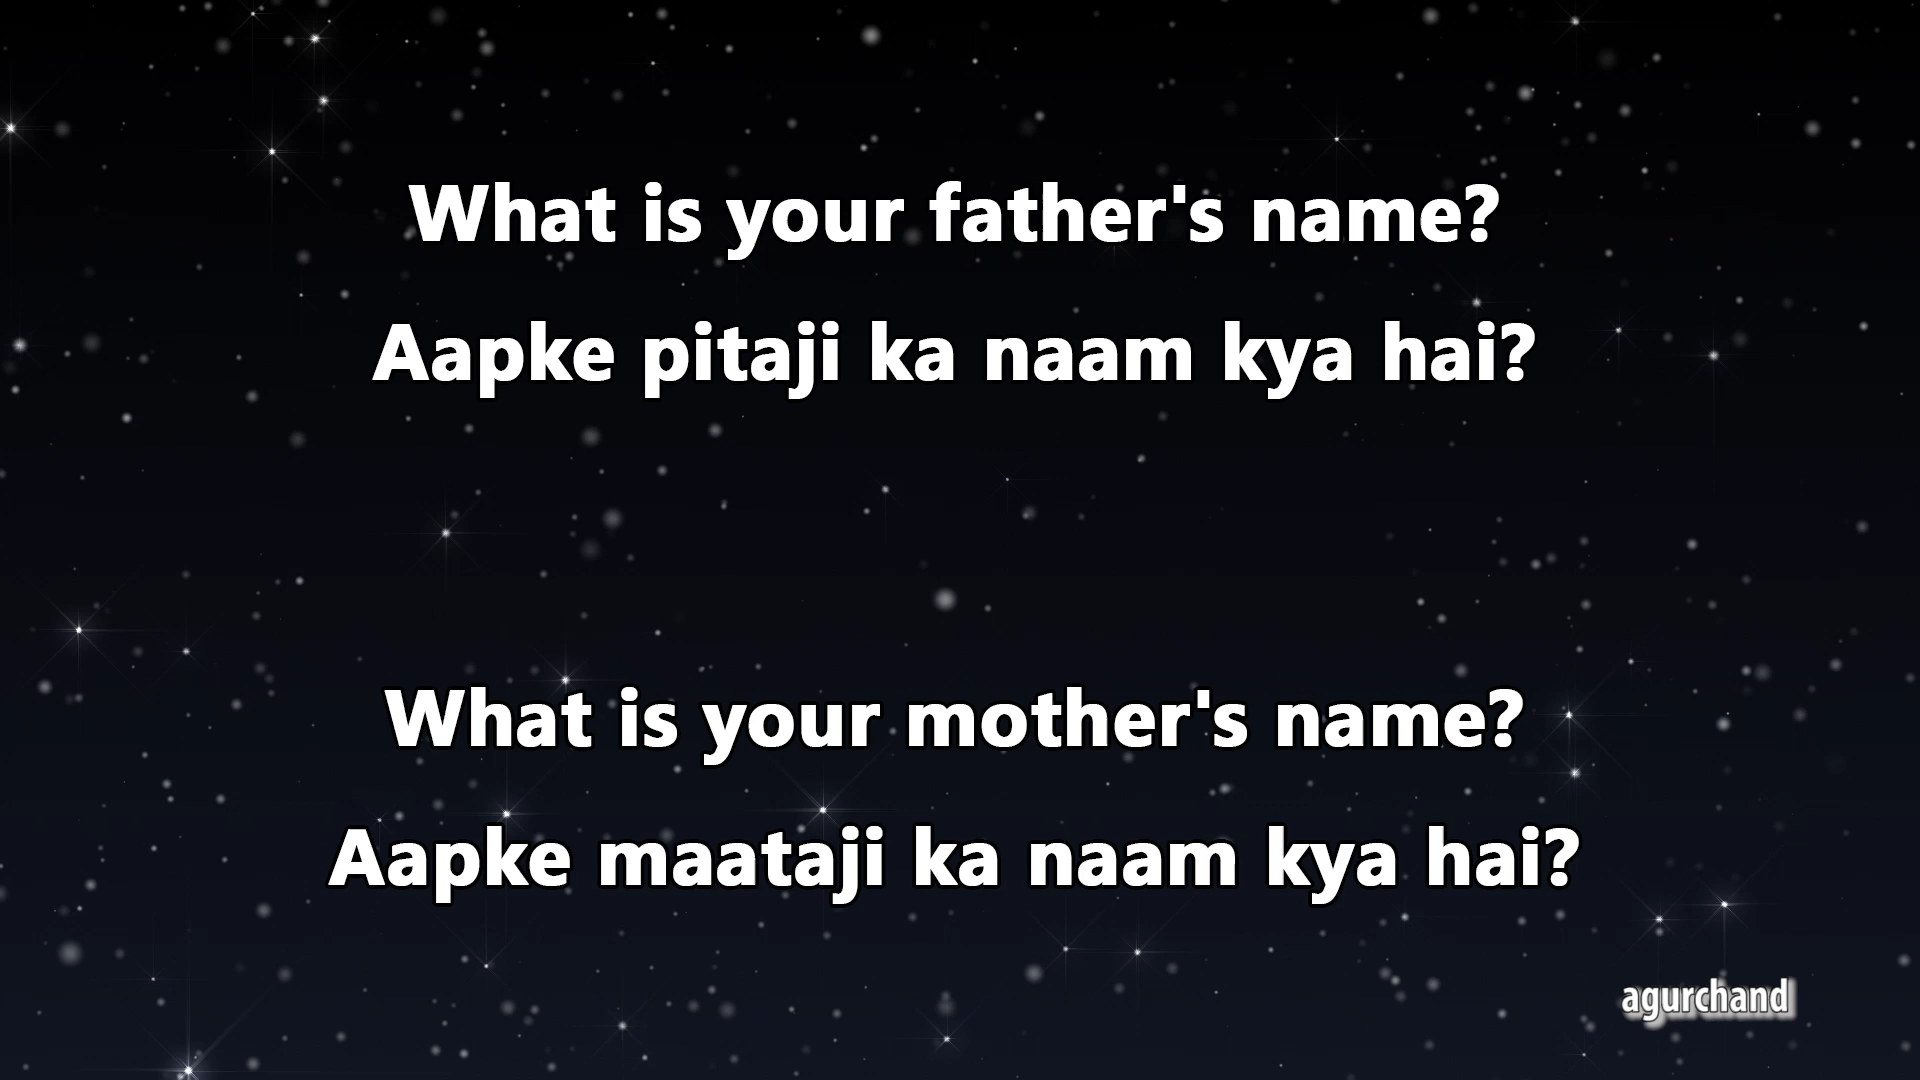 What is your father's name?
Aapke pitaji ka naam kya hai?
What is your mother's name?
Aapke maataji ka naam kya hai?
agurchand